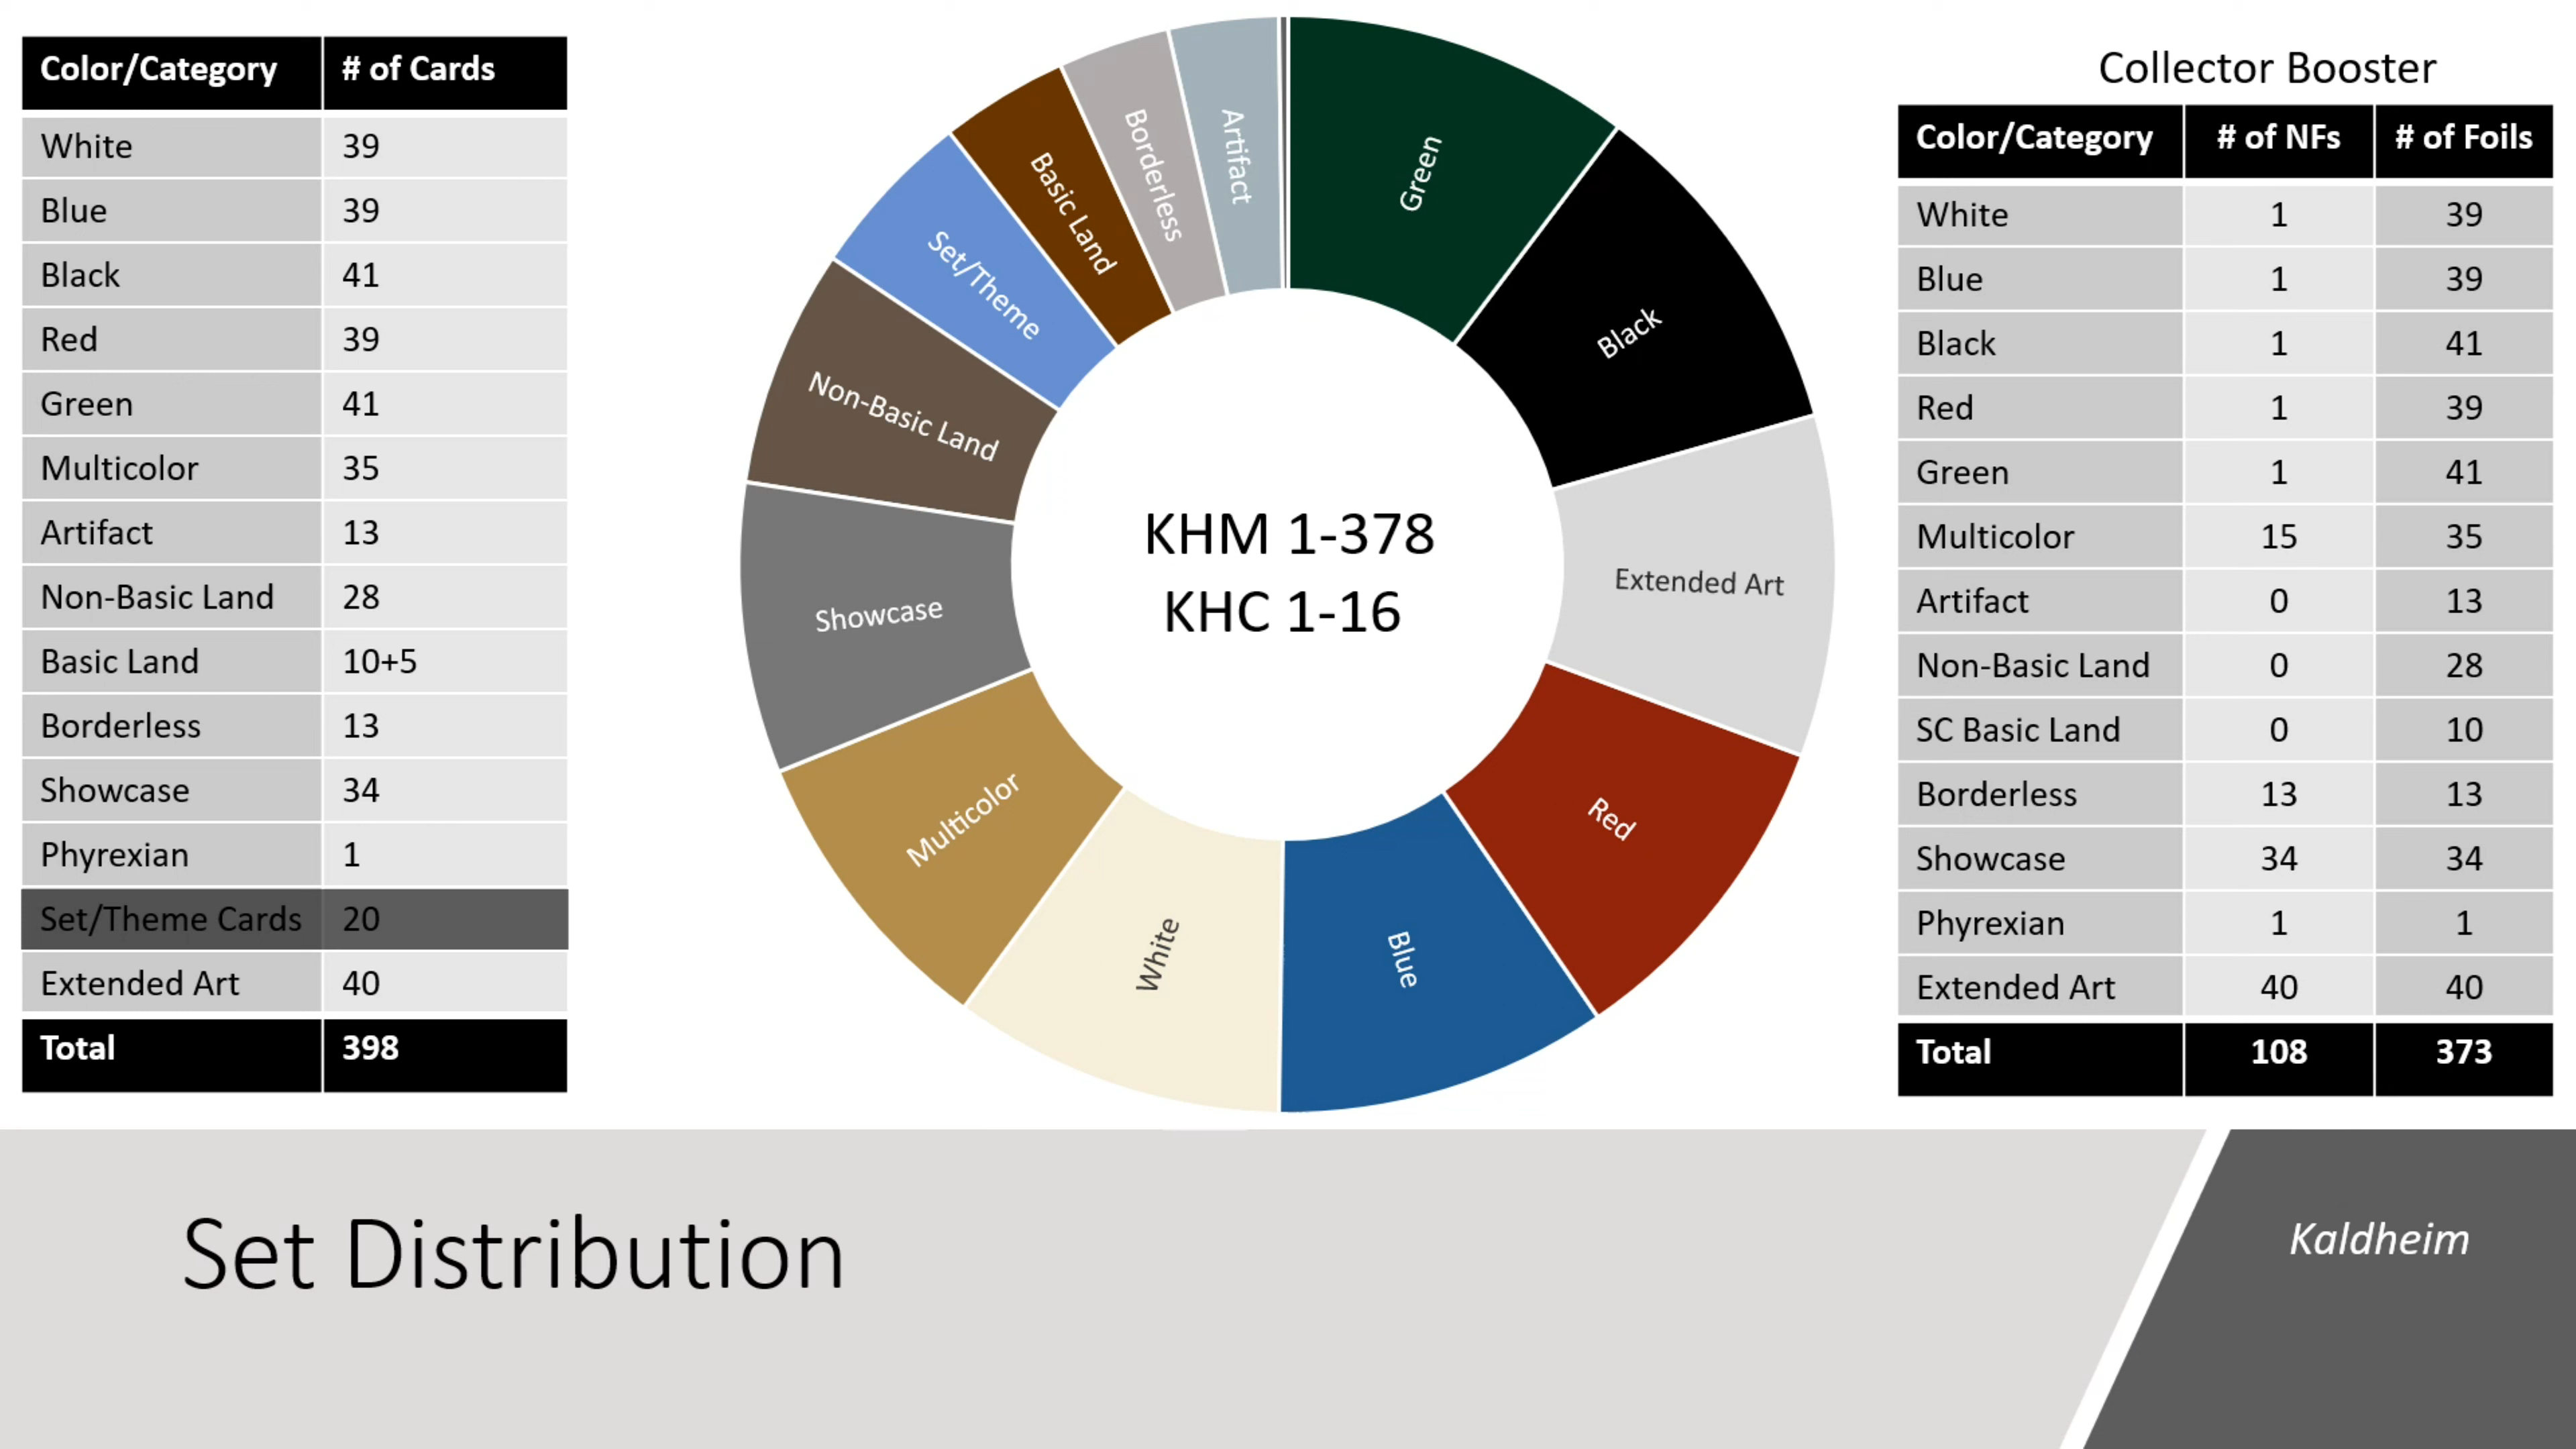 Color/Category # of Cards
White 39
Blue 39
Black 41
Red 39
Green 41
Multicolor 35
Artifact 13
Non-Basic Land 28
Basic Land 10+5
Borderless 13
Showcase 34
Phyrexian 1
Set/Theme Cards 20
Extended Art 40
Total 398
Green
Black
Extended Art
Red
Blue
White
Multicolor
Showcase
Non-Basic Land
Set/Theme
Basic Land
Borderless
Artifact
KHM 1-378
KHC 1-16
Collector Booster
Color/Category # of NFs # of Foils
White 1 39
Blue 1 39
Black 1 41
Red 1 39
Green 1 41
Multicolor 15 35
Artifact 0 13
Non-Basic Land 0 28
SC Basic Land 0 10
Borderless 13 13
Showcase 34 34
Phyrexian 1 1
Extended Art 40 40
Total 108 373
Set Distribution
Kaldheim